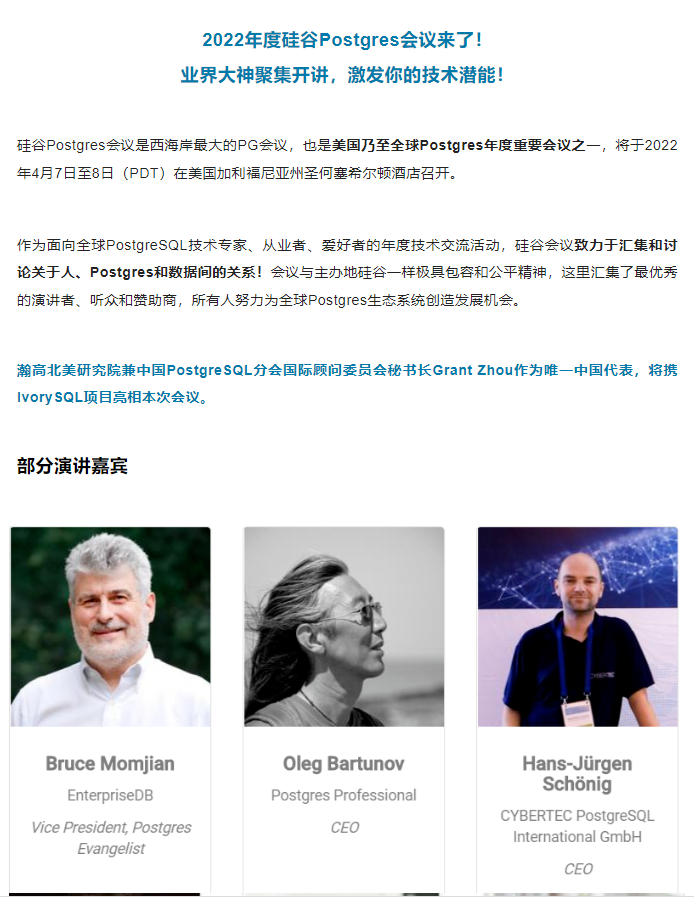 2022年度硅谷Postgres会议来了！
业界大神聚集开讲，激发你的技术潜能！
硅谷Postgres会议是西海岸最大的PG会议，也是美国乃至全球Postgres年度重要会议之一，将于2022
年4月7日至8日（PDT）在美国加利福尼亚州圣何塞希尔顿酒店召开。
作为面向全球PostgreSQL技术专家、从业者、爱好者的年度技术交流活动，硅谷会议致力于汇集和讨
论关于人、Postgres和数据间的关系！会议与主办地硅谷一样极具包容和公平精神，这里汇集了最优秀
的演讲者、听众和赞助商，所有人努力为全球Postgres生态系统创造发展机会。
瀚高北美研究院兼中国PostgreSQL分会国际顾问委员会秘书长Grant Zhou作为唯一中国代表，将携
IvorySQL项目亮相本次会议。
部分演讲嘉宾
Bruce Momjian
EnterpriseDB
Vice President, Postgres
Evangelist
Oleg Bartunov
Postgres Professional
CEO
Hans-Jürgen
Schönig
CYBERTEC PostgreSQL
International GmbH
CEO